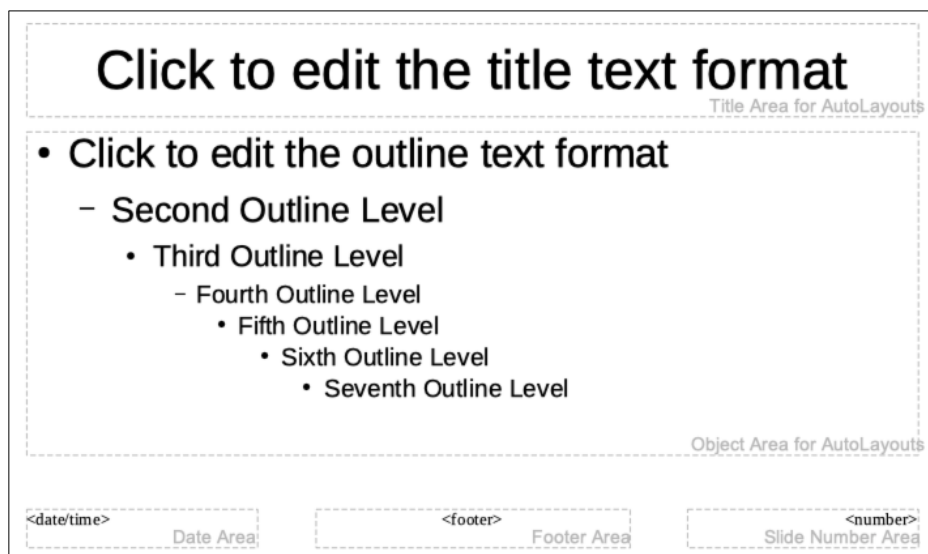 Click to edit the title text format
Title Area for AutoLayouts
• Click to edit the outline text format
– Second Outline Level
• Third Outline Level
– Fourth Outline Level
• Fifth Outline Level
• Sixth Outline Level
• Seventh Outline Level
Object Area for AutoLayouts
<date/time> <footer> <number>
Date Area Footer Area Slide Number Area